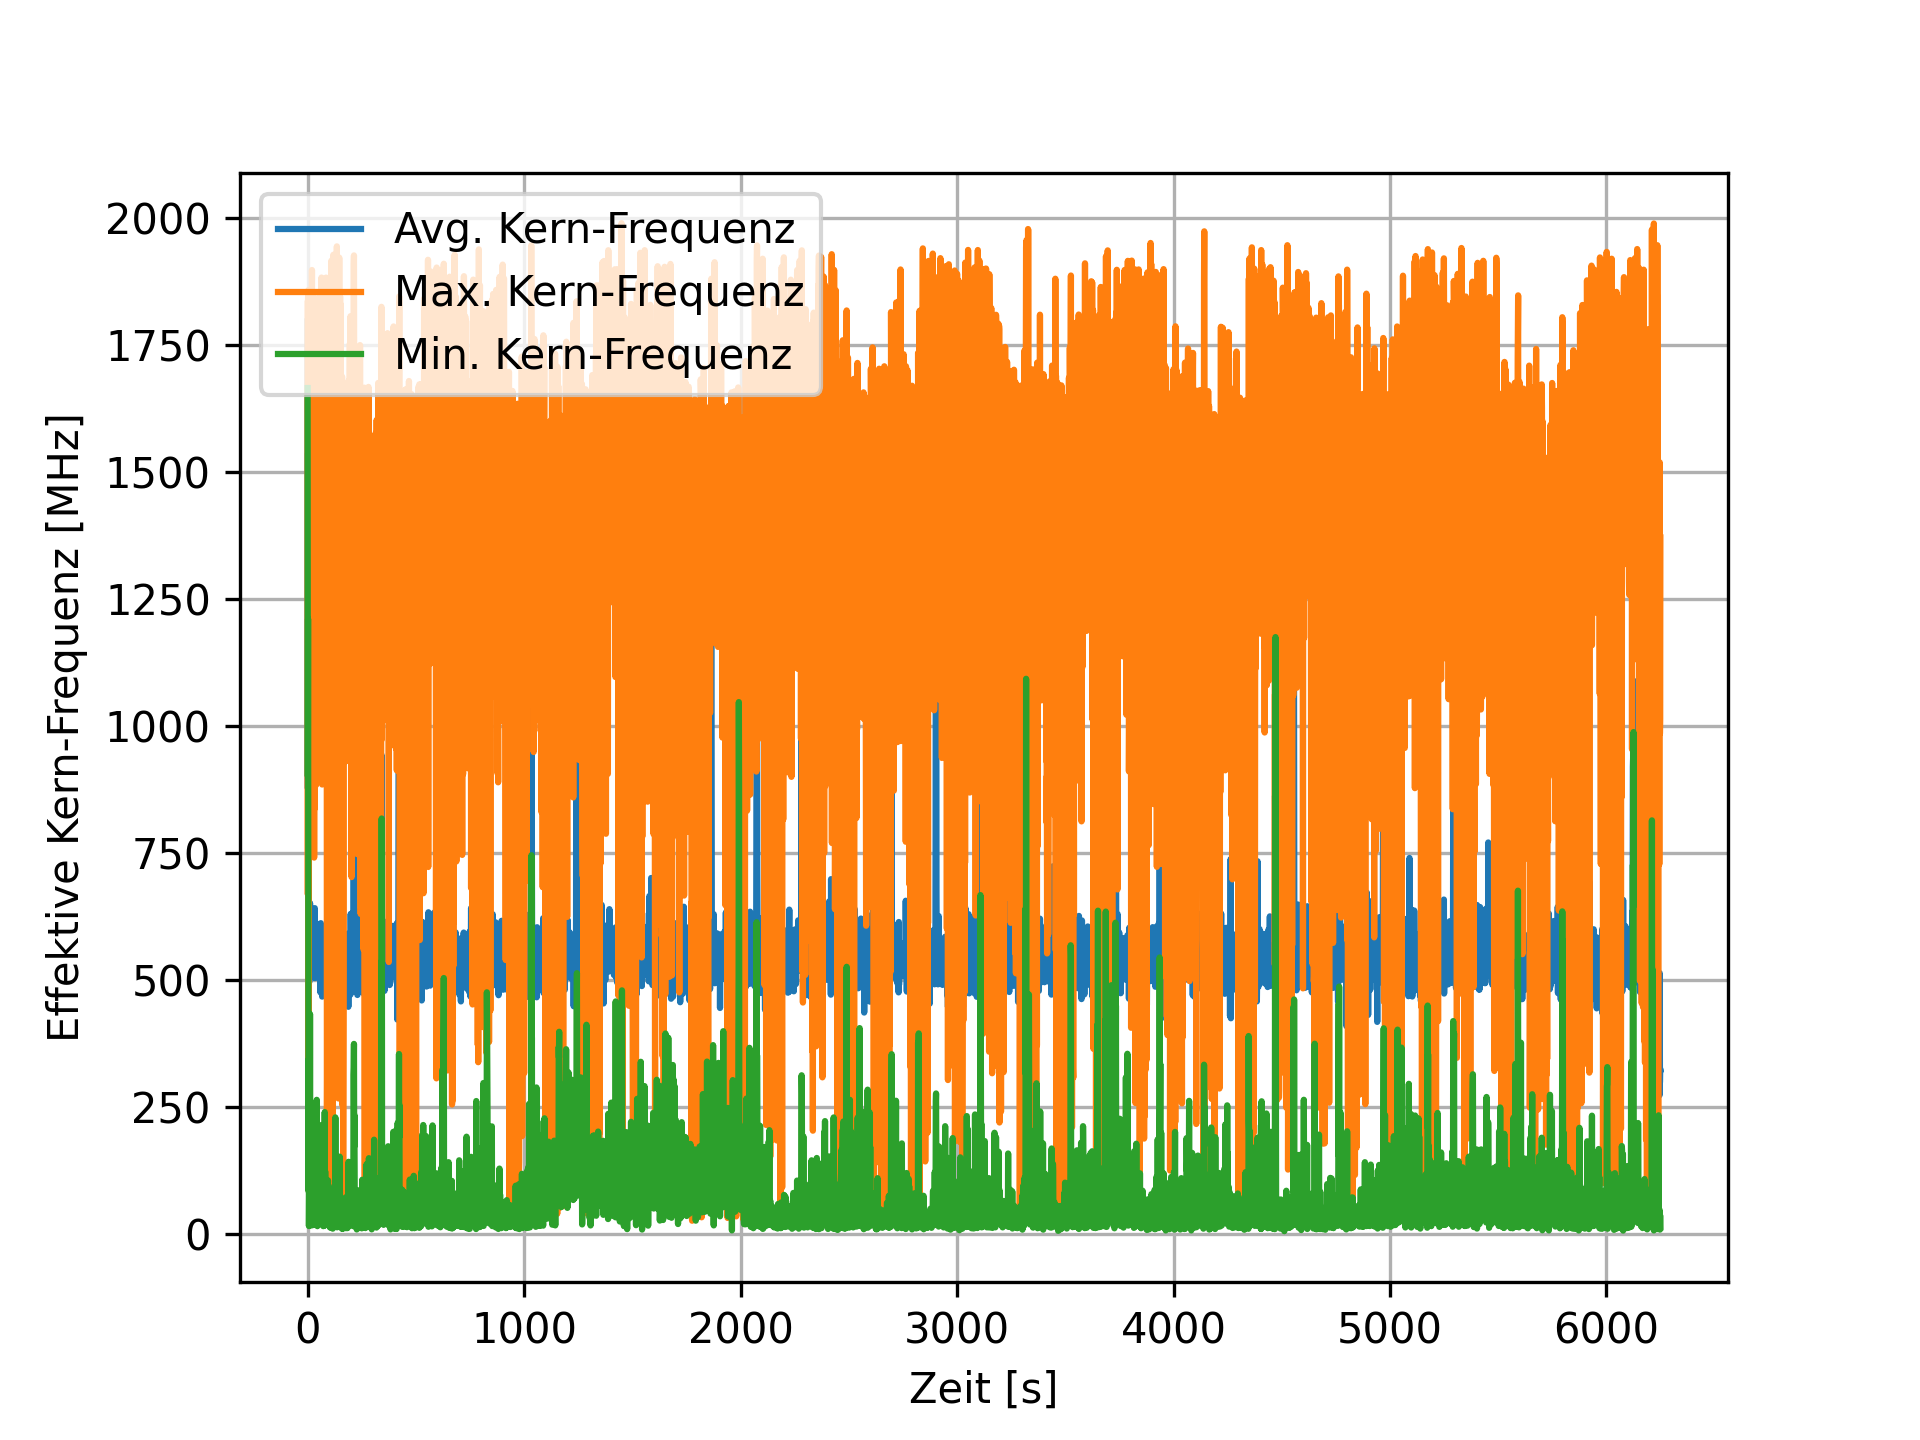 Avg. Kern-Frequenz
Max. Kern-Frequenz
Min. Kern-Frequenz
Effektive Kern-Frequenz [MHz]
2000
1750
1500
1250
1000
750
500
250
0
0 1000 2000 3000 4000 5000 6000
Zeit [s]